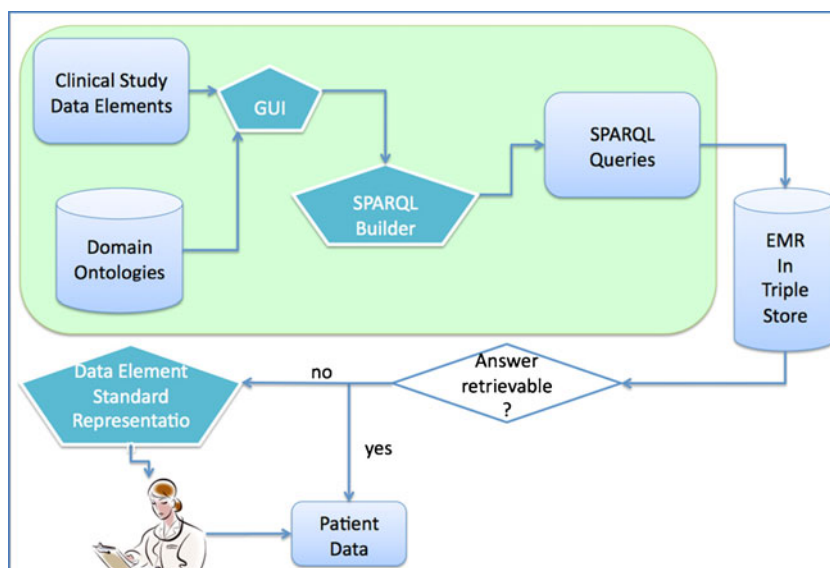 Clinical Study
Data Elements
GUI
SPARQL
Queries
SPARQL
Builder
Domain
Ontologies
EMR
In
Triple
Store
Answer
retrievable
?
no
Data Element
Standard
Representatio
yes
Patient
Data